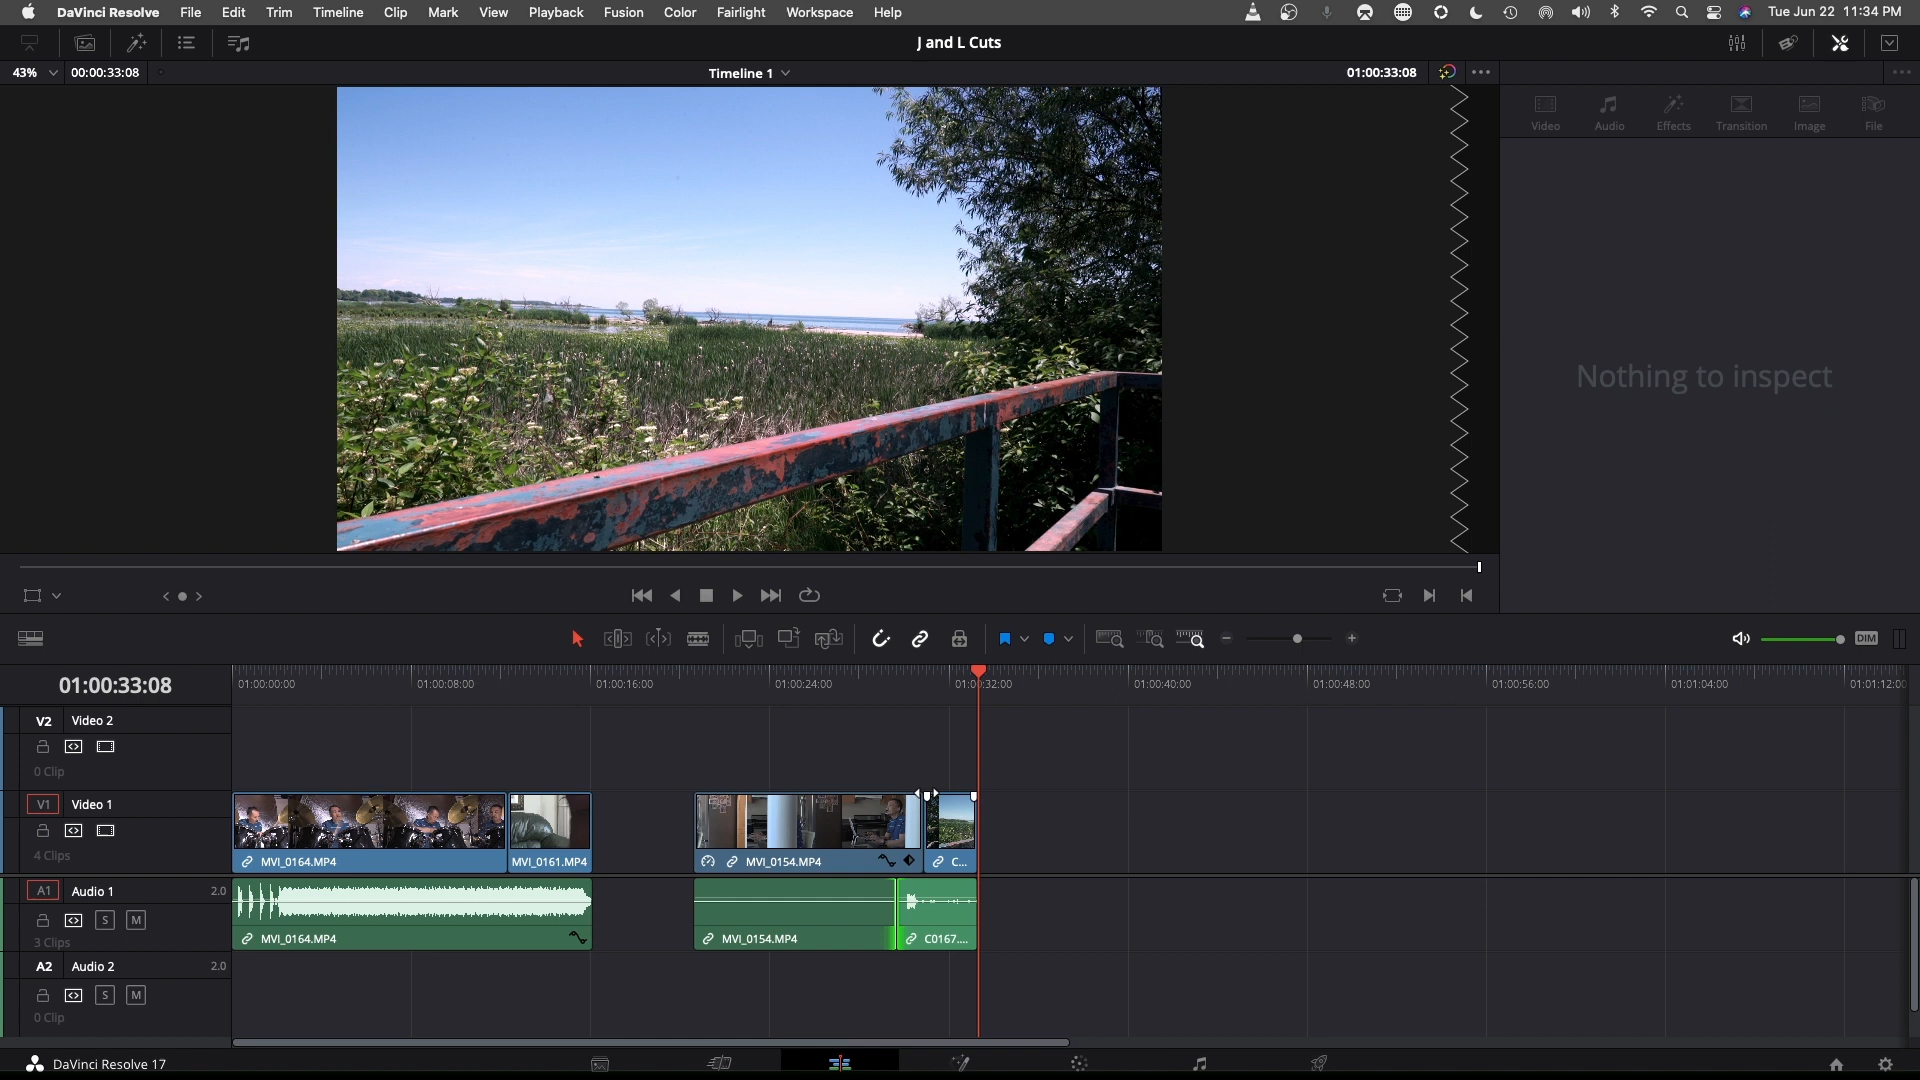 DaVinci Resolve File Edit Trim Timeline Clip Mark View Playback Fusion Color Fairlight Workspace Help Tue Jun 22 11:34 PM
J and L Cuts
43% 00:00:33:08 Timeline 1 01:00:33:08
Video Audio Effects Transition Image File
Nothing to inspect
DIM
01:00:33:08 01:00:00:00 01:00:08:00 01:00:16:00 01:00:24:00 01:00:32:00 01:00:40:00 01:00:48:00 01:00:56:00 01:01:04:00 01:01:12:00
V2 Video 2
0 Clip
V1 Video 1
4 Clips
MVI_0164.MP4 MVI_0161.MP4 MVI_0154.MP4 C...
A1 Audio 1 2.0
S M
3 Clips
MVI_0164.MP4 MVI_0154.MP4 C0167....
A2 Audio 2 2.0
S M
0 Clip
DaVinci Resolve 17